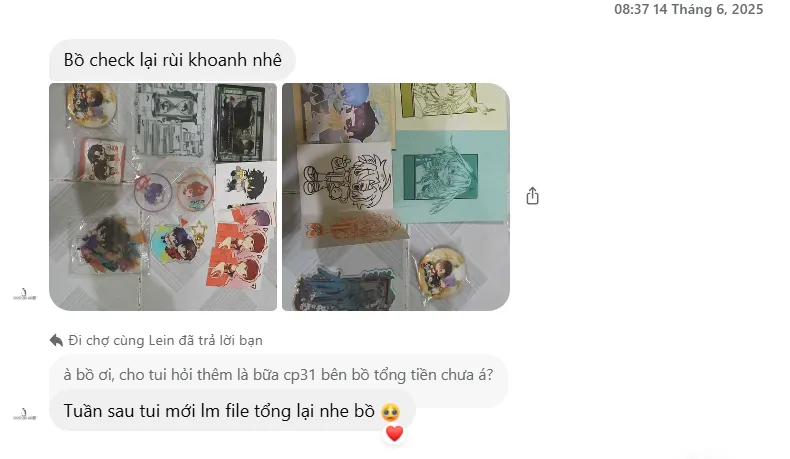 08:37 14 Tháng 6, 2025
Bồ check lại rùi khoanh nhê
Đi chợ cùng Lein đã trả lời bạn
à bồ ơi, cho tui hỏi thêm là bữa cp31 bên bồ tổng tiền chưa á?
Tuần sau tui mới lm file tổng lại nhe bồ 🥹